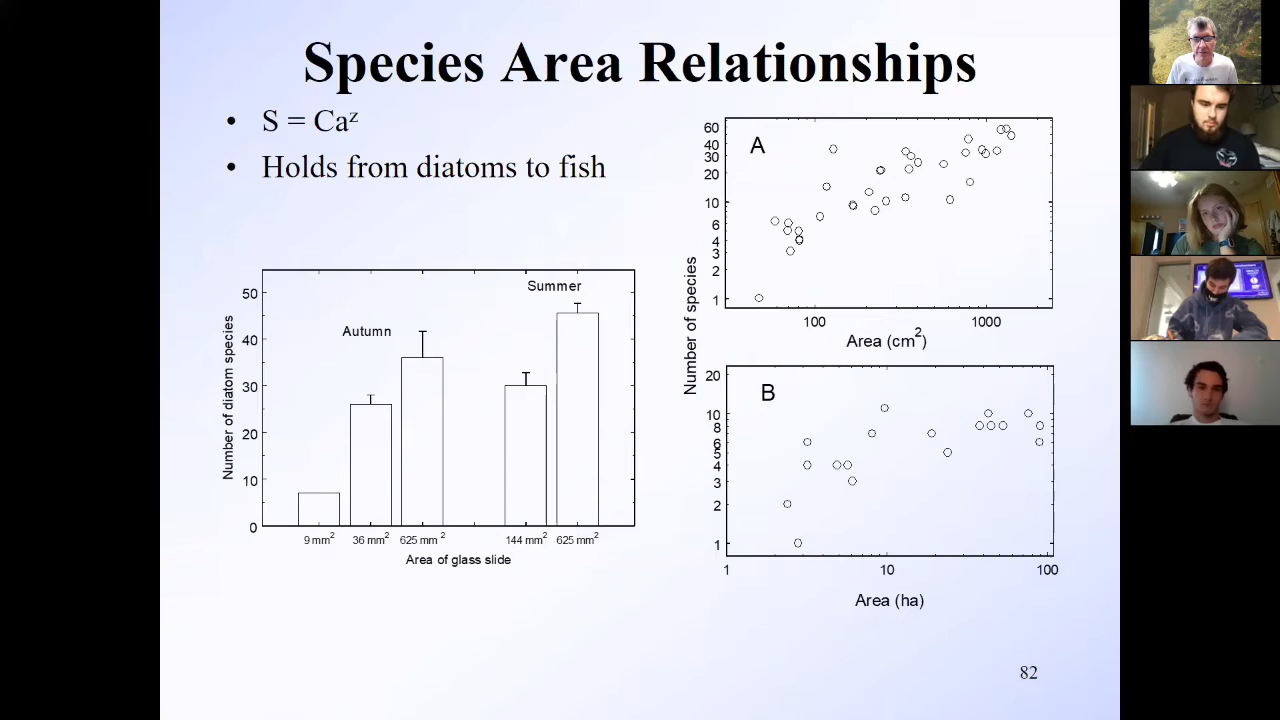 Species Area Relationships
• S = Caᶻ
• Holds from diatoms to fish
Number of diatom species
50
40
30
20
10
0
Autumn
Summer
9 mm²
36 mm²
625 mm²
144 mm²
625 mm²
Area of glass slide
Number of species
A
60
40
30
20
10
6
4
3
2
1
100
1000
Area (cm²)
B
20
10
8
6
5
4
3
2
1
1
10
100
Area (ha)
82